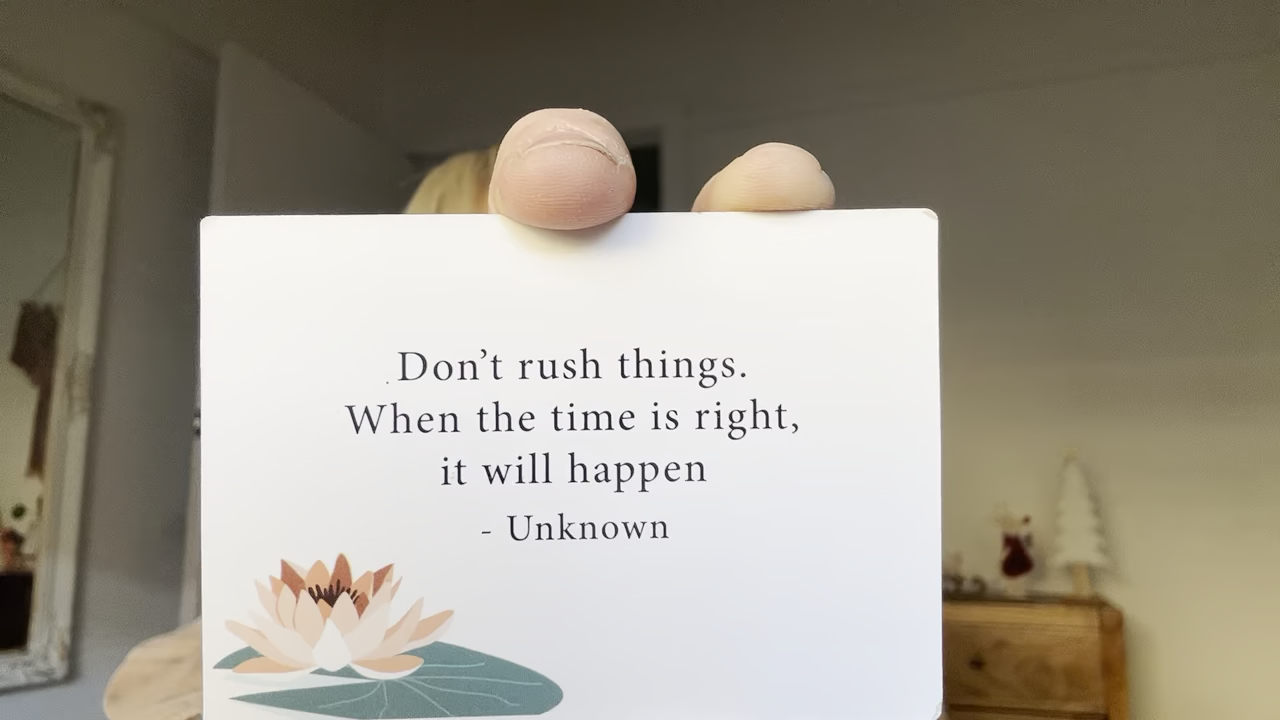 Don’t rush things.
When the time is right,
it will happen
- Unknown